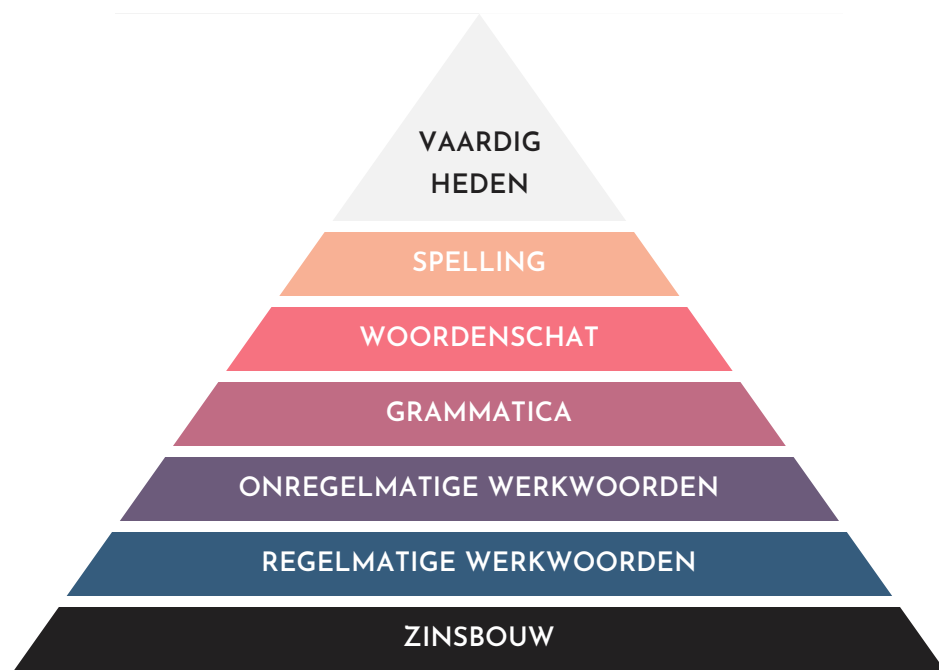 VAARDIG
HEDEN
SPELLING
WOORDENSCHAT
GRAMMATICA
ONREGELMATIGE WERKWOORDEN
REGELMATIGE WERKWOORDEN
ZINSBOUW